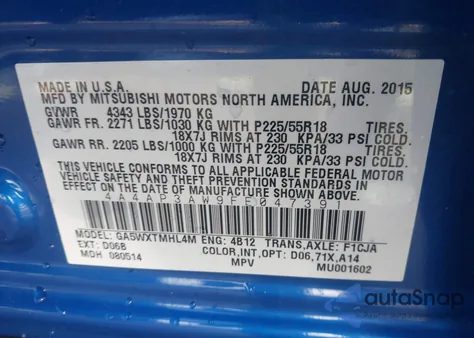 MADE IN U.S.A. DATE AUG. 2015
MFD BY MITSUBISHI MOTORS NORTH AMERICA, INC.
GVWR 4343 LBS/1970 KG
GAWR FR. 2271 LBS/1030 KG WITH P225/55R18 TIRES,
18X7J RIMS AT 230 KPA/33 PSI COLD.
GAWR RR. 2205 LBS/1000 KG WITH P225/55R18 TIRES,
18X7J RIMS AT 230 KPA/33 PSI COLD.
THIS VEHICLE CONFORMS TO ALL APPLICABLE FEDERAL MOTOR
VEHICLE SAFETY AND BUMPER STANDARDS IN EFFECT ON THE
DATE OF MANUFACTURE SHOWN ABOVE.
4A4AP3AW9FE047391
MODEL: GA5WXTMHL4M ENG: 4B12 TRANS,AXLE: F1CJA
EXT: D06B COLOR,INT,OPT: D06,71X,A14
MDH 080514 MPV MU001602
autoSnap